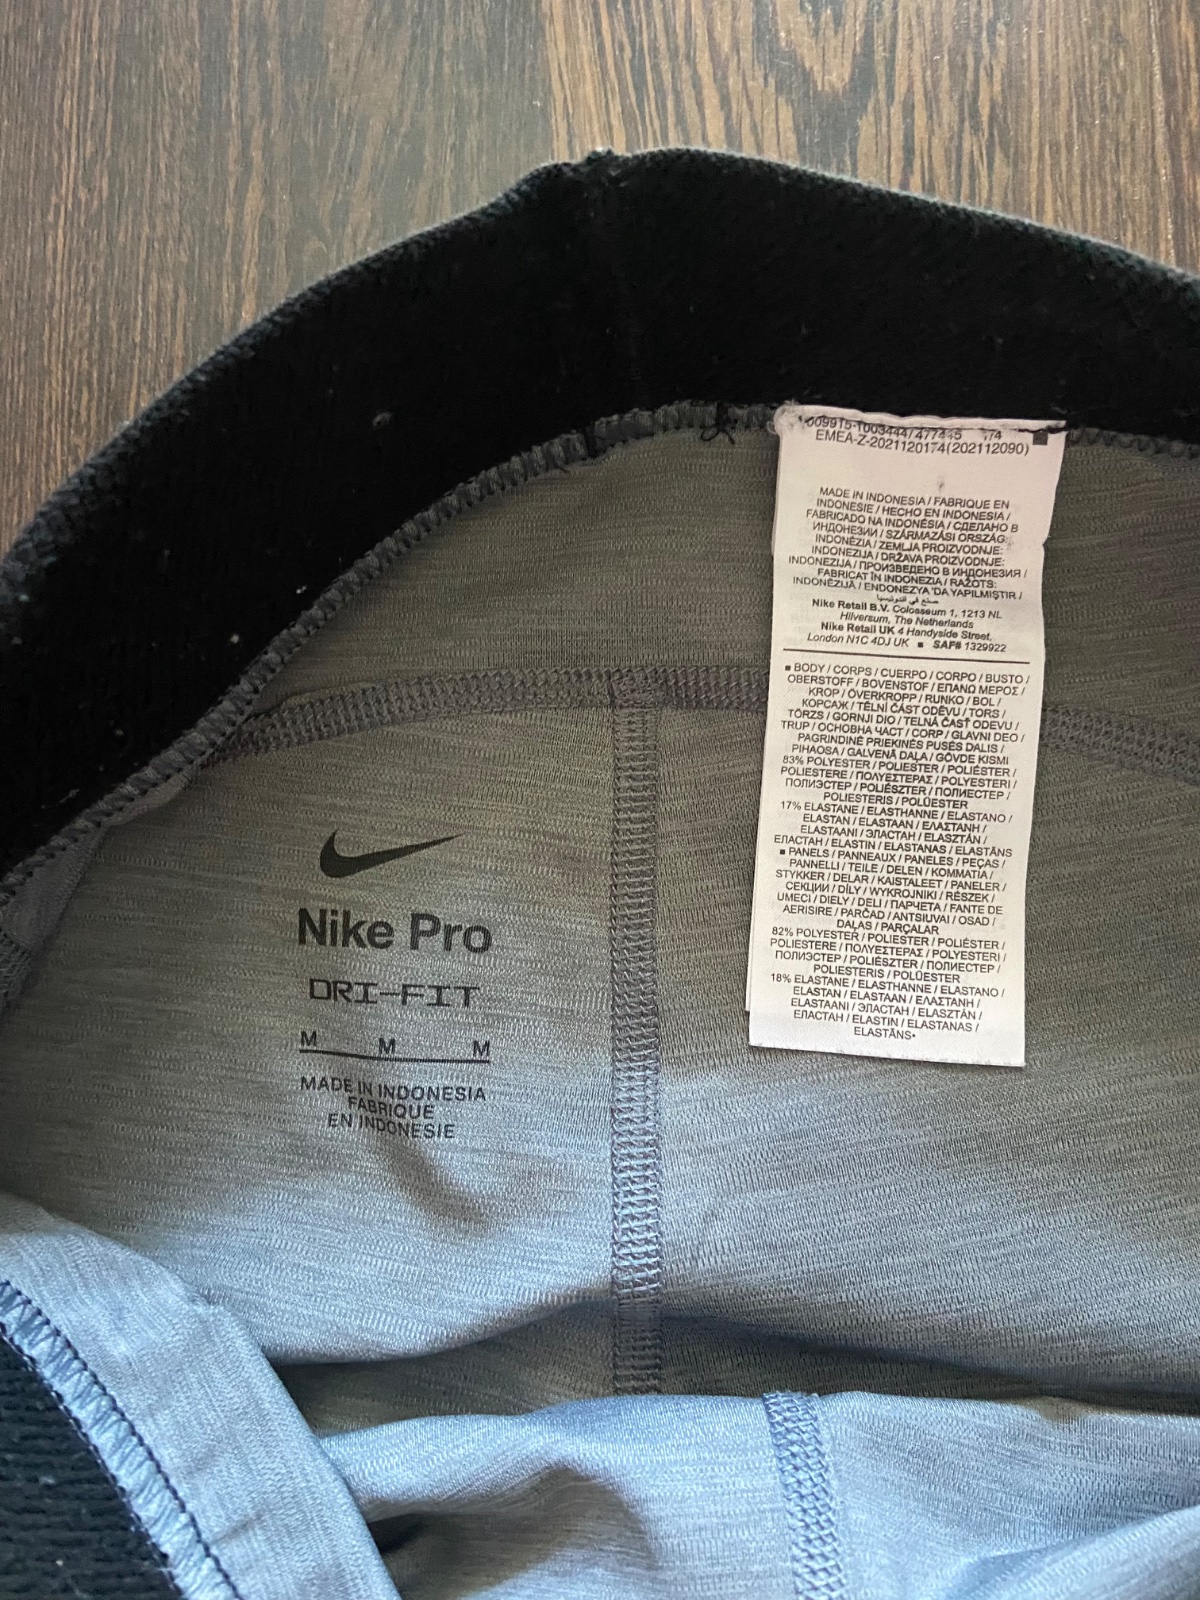 EMEA-Z-2021120174(202112090)
MADE IN INDONESIA / FABRIQUE EN
INDONESIE / HECHO EN INDONESIA /
FABRICADO NA INDONÉSIA / СДЕЛАНО В
ИНДОНЕЗИИ / SZÁRMAZÁSI ORSZÁG:
INDONÉZIA / ZEMLJA PROIZVODNJE:
INDONEZIJA / DRŽAVA PROIZVODNJE:
INDONEZIJA / ПРОИЗВЕДЕНО В ИНДОНЕЗИЯ /
FABRICAT ÎN INDONEZIA / RAŽOTS:
INDONĒZIJĀ / ENDONEZYA 'DA YAPILMIŞTIR /
Nike Retail B.V. Colosseum 1, 1213 NL
Hilversum, The Netherlands
Nike Retail UK 4 Handyside Street,
London N1C 4DJ UK ■ SAF# 1329922
■ BODY / CORPS / CUERPO / CORPO / BUSTO /
OBERSTOFF / BOVENSTOF / ΕΠΑΝΩ ΜΕΡΟΣ /
KROP / ÖVERKROPP / RUNKO / BOL /
КОРСАЖ / TĚLNÍ ČÁST ODĚVU / TORS /
TÖRZS / GORNJI DIO / TELNÁ ČASŤ ODEVU /
TRUP / ОСНОВНА ЧАСТ / CORP / GLAVNI DEO /
PAGRINDINĖ PRIEKINĖS PUSĖS DALIS /
PIHAOSA / GALVENĀ DAĻA / GÖVDE KISMI
83% POLYESTER / POLIESTER / POLIÉSTER /
POLIESTERE / ΠΟΛΥΕΣΤΕΡΑΣ / POLYESTERI /
ПОЛИЭСТЕР / POLIÉSZTER / ПОЛИЕСТЕР /
POLIESTERIS / POLÜESTER
17% ELASTANE / ELASTHANNE / ELASTANO /
ELASTAN / ELASTAAN / ΕΛΑΣΤΑΝΗ /
ELASTAANI / ЭЛАСТАН / ELASZTÁN /
ЕЛАСТАН / ELASTIN / ELASTANAS / ELASTĀNS
■ PANELS / PANNEAUX / PANELES / PEÇAS /
PANNELLI / TEILE / DELEN / ΚΟΜΜΑΤΙΑ /
STYKKER / DELAR / KAISTALEET / PANELER /
СЕКЦИИ / DÍLY / WYKROJNIKI / RÉSZEK /
UMECI / DIELY / DELI / ПАРЧЕТА / FANTE DE
AERISIRE / PARČAD / ANTSIUVAI / OSAD /
DAĻAS / PARÇALAR
82% POLYESTER / POLIESTER / POLIÉSTER /
POLIESTERE / ΠΟΛΥΕΣΤΕΡΑΣ / POLYESTERI /
ПОЛИЭСТЕР / POLIÉSZTER / ПОЛИЕСТЕР /
POLIESTERIS / POLÜESTER
18% ELASTANE / ELASTHANNE / ELASTANO /
ELASTAN / ELASTAAN / ΕΛΑΣΤΑΝΗ /
ELASTAANI / ЭЛАСТАН / ELASZTÁN /
ЕЛАСТАН / ELASTIN / ELASTANAS /
ELASTĀNS•
Nike Pro
DRI-FIT
M M M
MADE IN INDONESIA
FABRIQUE
EN INDONESIE